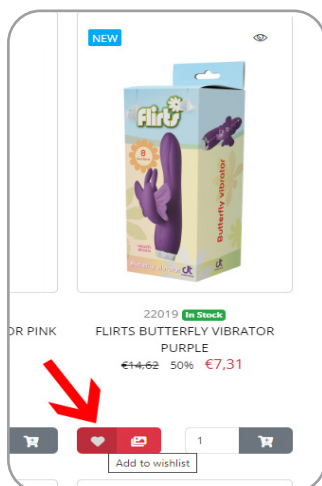 NEW
Flirts
8
Butterfly vibrator
22019 In Stock
OR PINK
FLIRTS BUTTERFLY VIBRATOR
PURPLE
€14,62 50% €7,31
1
Add to wishlist